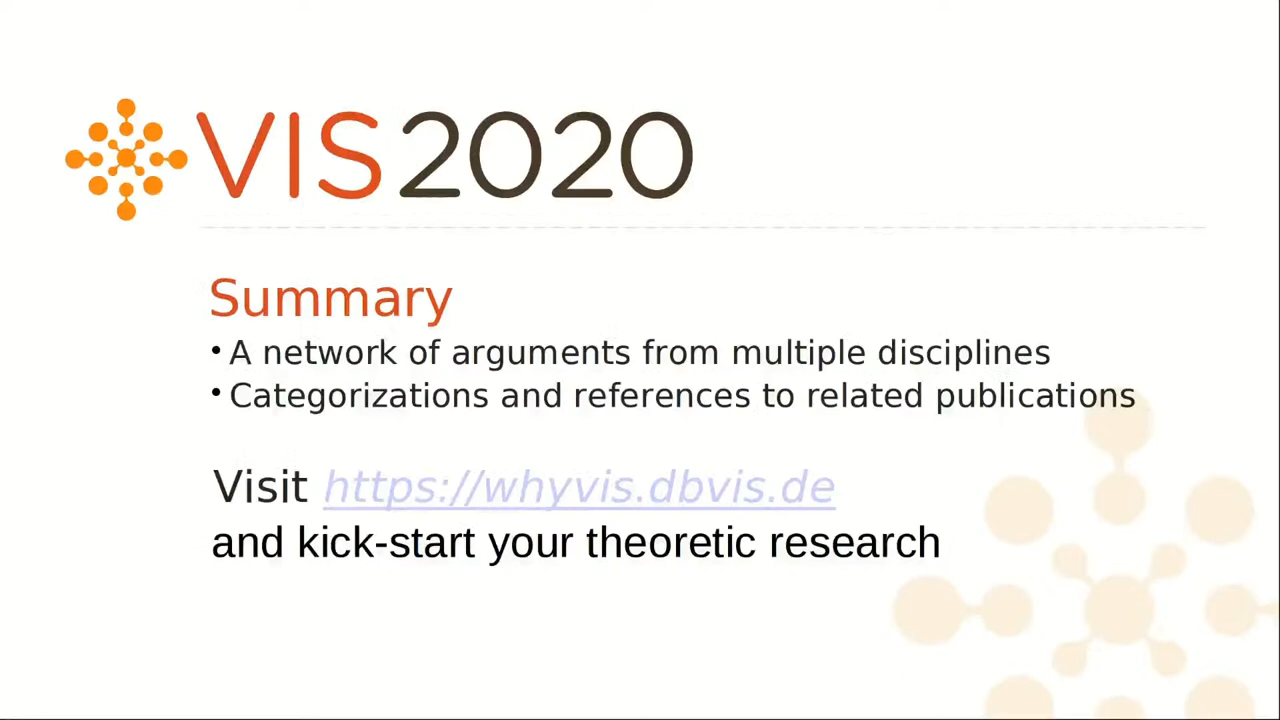 VIS2020
Summary
• A network of arguments from multiple disciplines
• Categorizations and references to related publications
Visit https://whyvis.dbvis.de
and kick-start your theoretic research